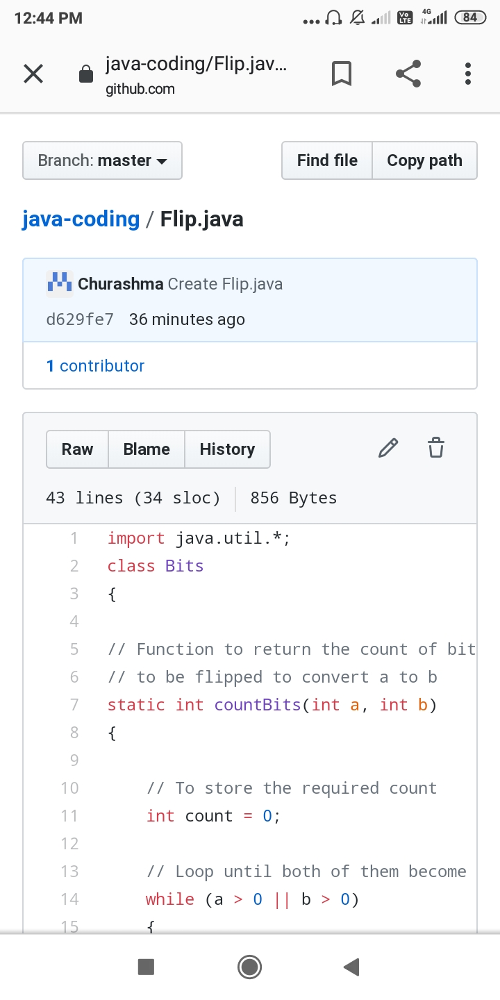 12:44 PM
Vo LTE 4G 84
java-coding/Flip.jav...
github.com
Branch: master
Find file Copy path
java-coding / Flip.java
Churashma Create Flip.java
d629fe7 36 minutes ago
1 contributor
Raw Blame History
43 lines (34 sloc) 856 Bytes
1 import java.util.*;
2 class Bits
3 {
4
5 // Function to return the count of bit
6 // to be flipped to convert a to b
7 static int countBits(int a, int b)
8 {
9
10 // To store the required count
11 int count = 0;
12
13 // Loop until both of them become
14 while (a > 0 || b > 0)
15 {